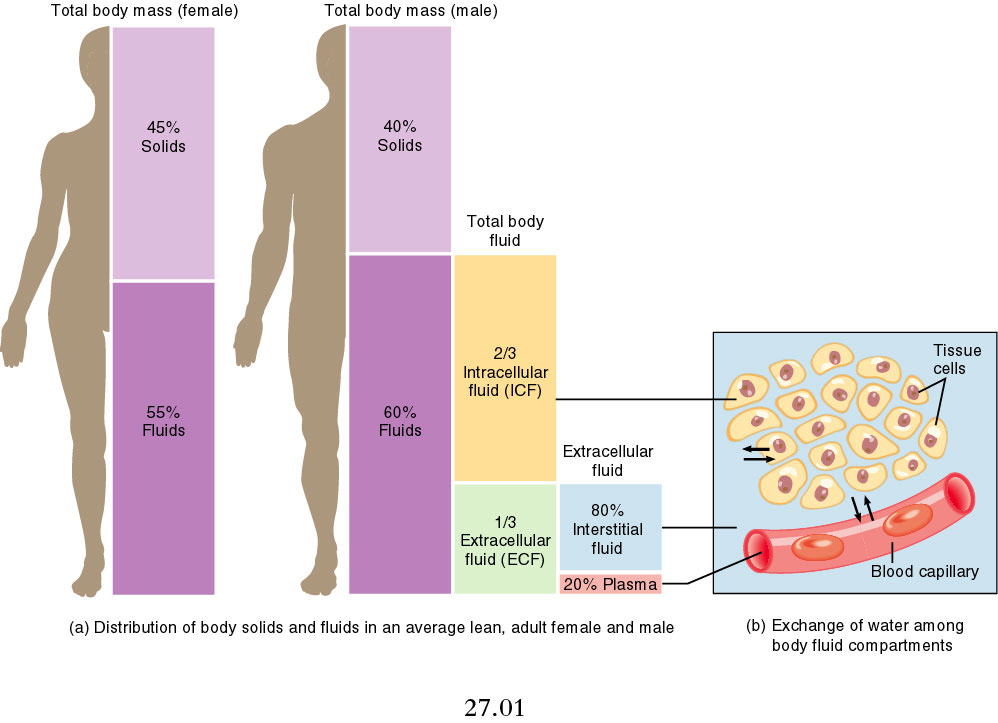 Total body mass (female)
Total body mass (male)
45%
Solids
40%
Solids
Total body
fluid
2/3
Intracellular
fluid (ICF)
Tissue
cells
55%
Fluids
60%
Fluids
Extracellular
fluid
1/3
Extracellular
fluid (ECF)
80%
Interstitial
fluid
20% Plasma
Blood capillary
(a) Distribution of body solids and fluids in an average lean, adult female and male
(b) Exchange of water among
body fluid compartments
27.01